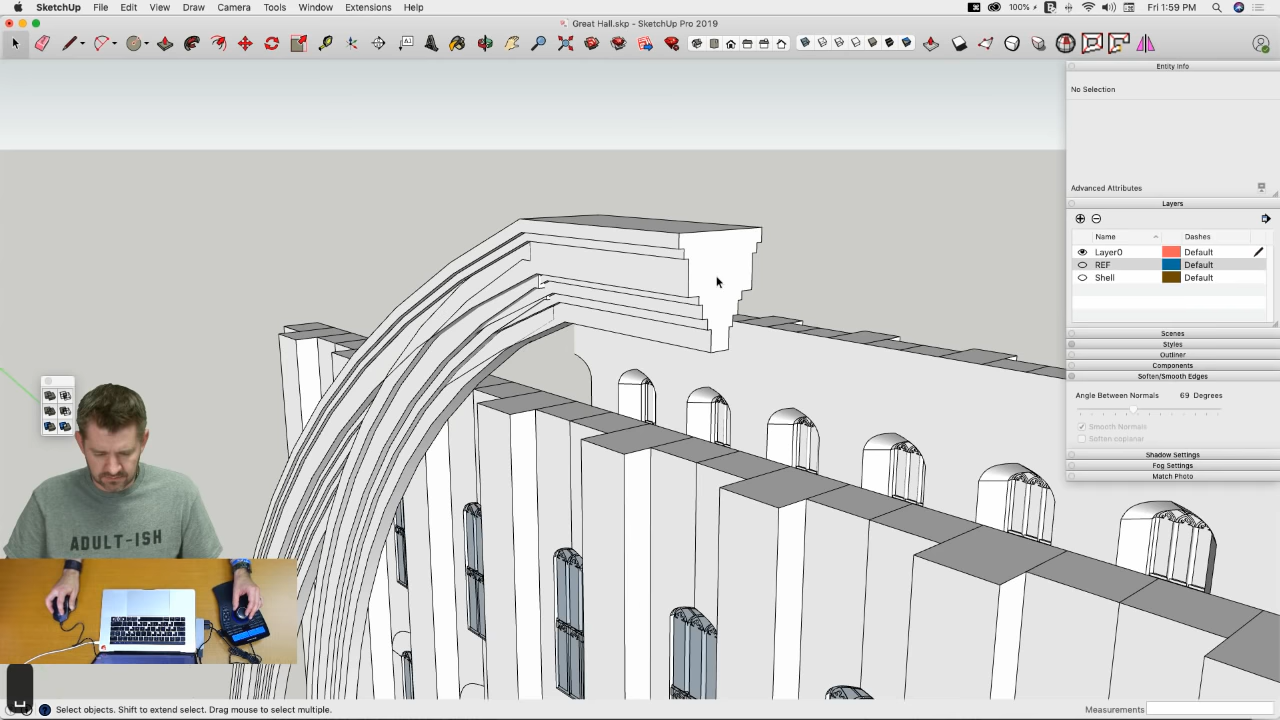 SketchUp File Edit View Draw Camera Tools Window Extensions Help 100% Fri 1:59 PM
Great Hall.skp - SketchUp Pro 2019
Entity Info
No Selection
Advanced Attributes
Layers
Name Dashes
Layer0 Default
REF Default
Shell Default
Scenes
Styles
Outliner
Components
Soften/Smooth Edges
Angle Between Normals 69 Degrees
Smooth Normals
Soften coplanar
Shadow Settings
Fog Settings
Match Photo
ADULT-ISH
Select objects. Shift to extend select. Drag mouse to select multiple. Measurements